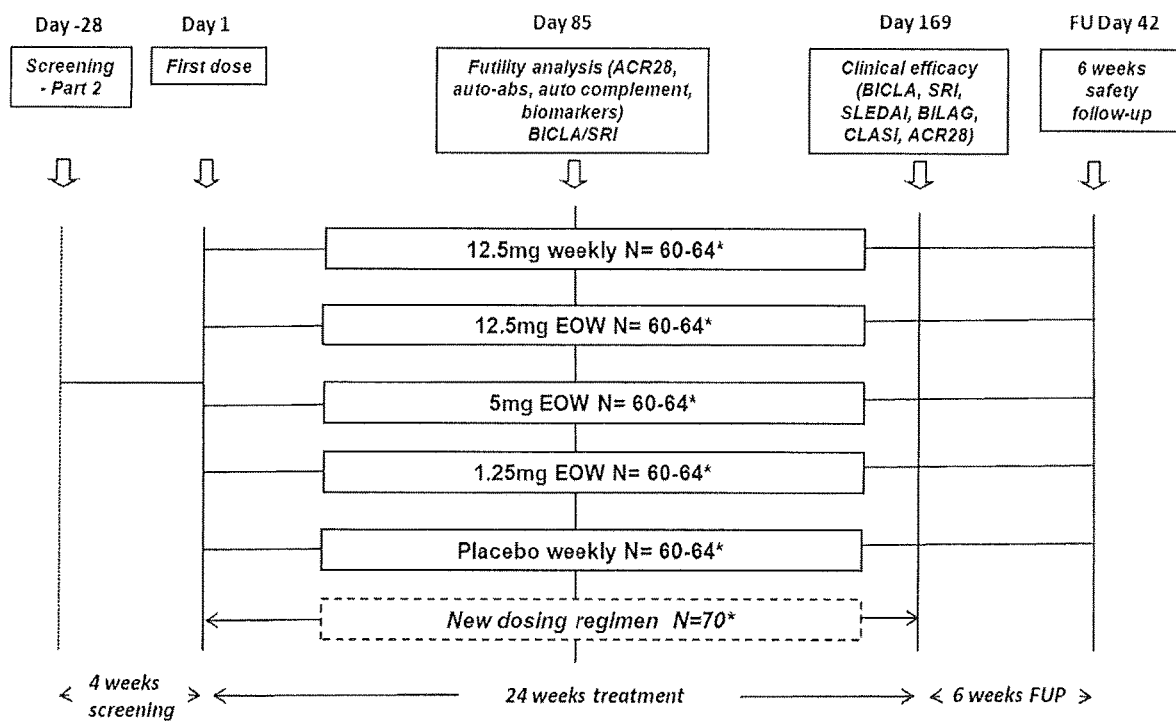 Day -28
Day 1
Day 85
Day 169
FU Day 42
Screening
- Part 2
First dose
Futility analysis (ACR28,
auto-abs, auto complement,
biomarkers)
BICLA/SRI
Clinical efficacy
(BICLA, SRI,
SLEDAI, BILAG,
CLASI, ACR28)
6 weeks
safety
follow-up
12.5mg weekly N= 60-64*
12.5mg EOW N= 60-64*
5mg EOW N= 60-64*
1.25mg EOW N= 60-64*
Placebo weekly N= 60-64*
New dosing regimen N=70*
4 weeks
screening
24 weeks treatment
6 weeks FUP